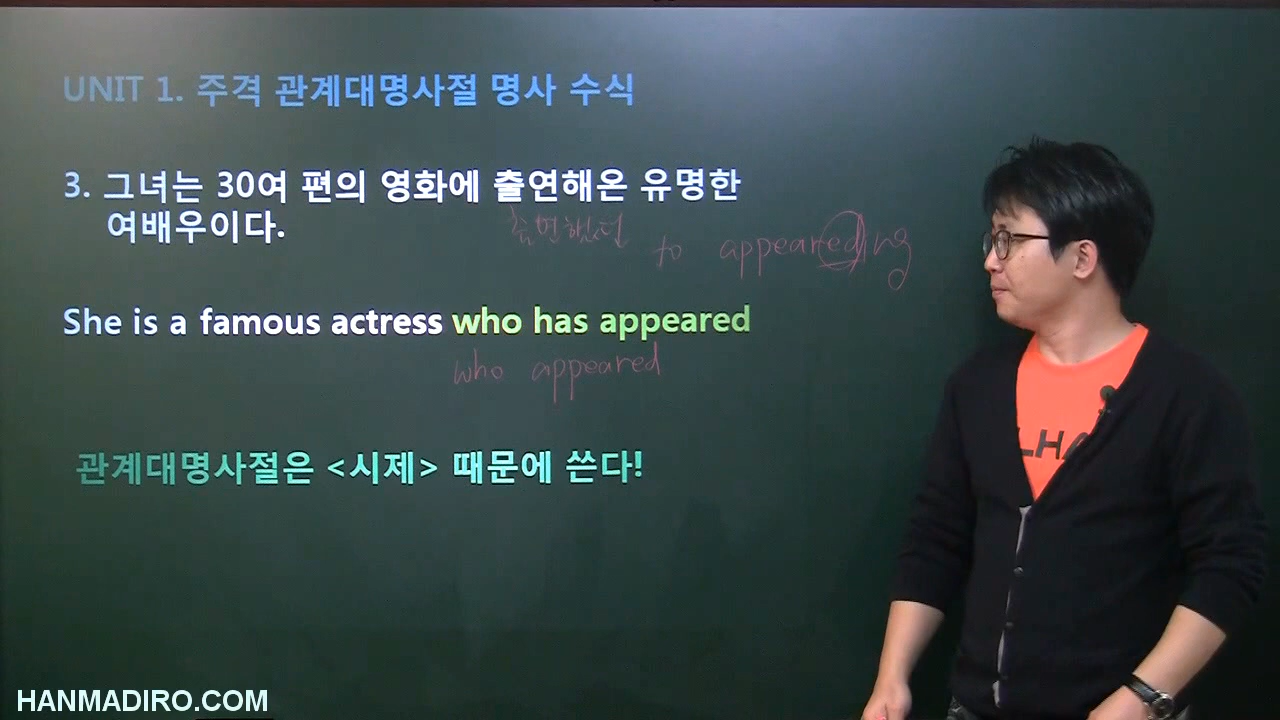 UNIT 1. 주격 관계대명사절 명사 수식
3. 그녀는 30여 편의 영화에 출연해온 유명한
여배우이다.
출연했던
to appeared ing
She is a famous actress who has appeared
who appeared
관계대명사절은 <시제> 때문에 쓴다!
LHA
HANMADIRO.COM